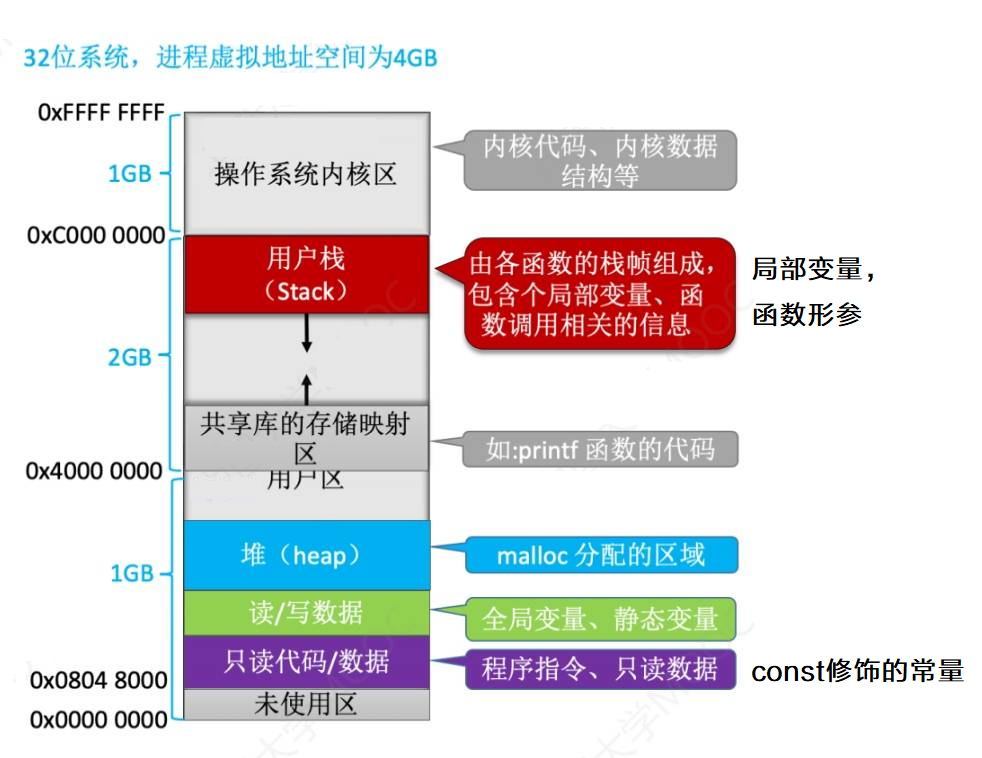 32位系统，进程虚拟地址空间为4GB
0xFFFF FFFF
1GB
操作系统内核区
内核代码、内核数据
结构等
0xC000 0000
用户栈
（Stack）
由各函数的栈帧组成，
包含个局部变量、函
数调用相关的信息
局部变量，
函数形参
2GB
共享库的存储映射
区
如:printf 函数的代码
0x4000 0000
用户区
堆（heap）
malloc 分配的区域
1GB
读/写数据
全局变量、静态变量
只读代码/数据
程序指令、只读数据
const修饰的常量
0x0804 8000
未使用区
0x0000 0000